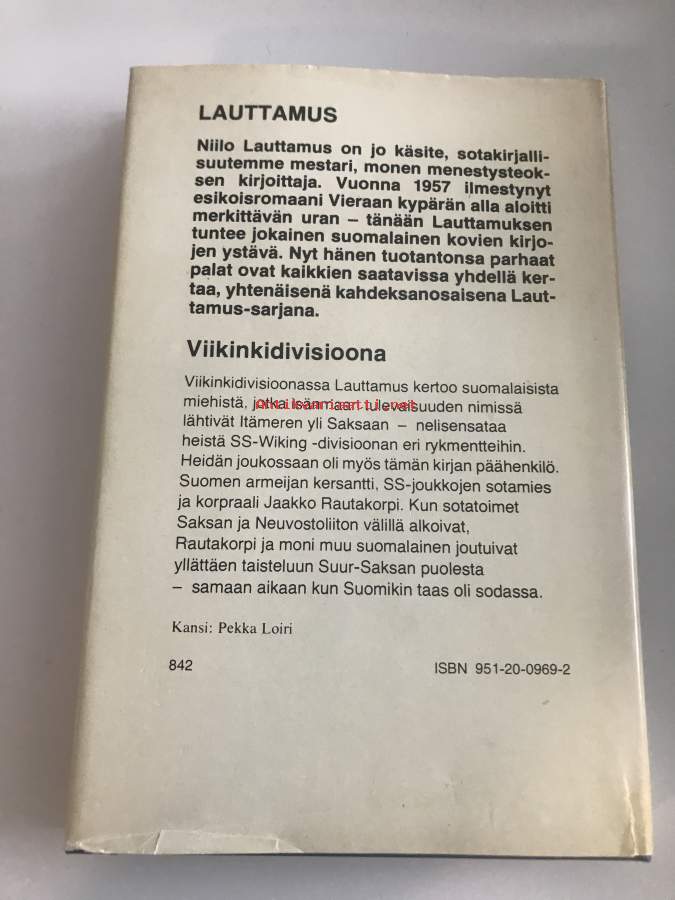 LAUTTAMUS
Niilo Lauttamus on jo käsite, sotakirjalli-
suutemme mestari, monen menestysteok-
sen kirjoittaja. Vuonna 1957 ilmestynyt
esikoisromaani Vieraan kypärän alla aloitti
merkittävän uran – tänään Lauttamuksen
tuntee jokainen suomalainen kovien kirjo-
jen ystävä. Nyt hänen tuotantonsa parhaat
palat ovat kaikkien saatavissa yhdellä ker-
taa, yhtenäisenä kahdeksanosaisena Laut-
tamus-sarjana.
Viikinkidivisioona
Viikinkidivisioonassa Lauttamus kertoo suomalaisista
miehistä, jotka isänmaan tulevaisuuden nimissä
lähtivät Itämeren yli Saksaan – nelisensataa
heistä SS-Wiking -divisioonan eri rykmentteihin.
Heidän joukossaan oli myös tämän kirjan päähenkilö.
Suomen armeijan kersantti, SS-joukkojen sotamies
ja korpraali Jaakko Rautakorpi. Kun sotatoimet
Saksan ja Neuvostoliiton välillä alkoivat,
Rautakorpi ja moni muu suomalainen joutuivat
yllättäen taisteluun Suur-Saksan puolesta
– samaan aikaan kun Suomikin taas oli sodassa.
Kansi: Pekka Loiri
842 ISBN 951-20-0969-2